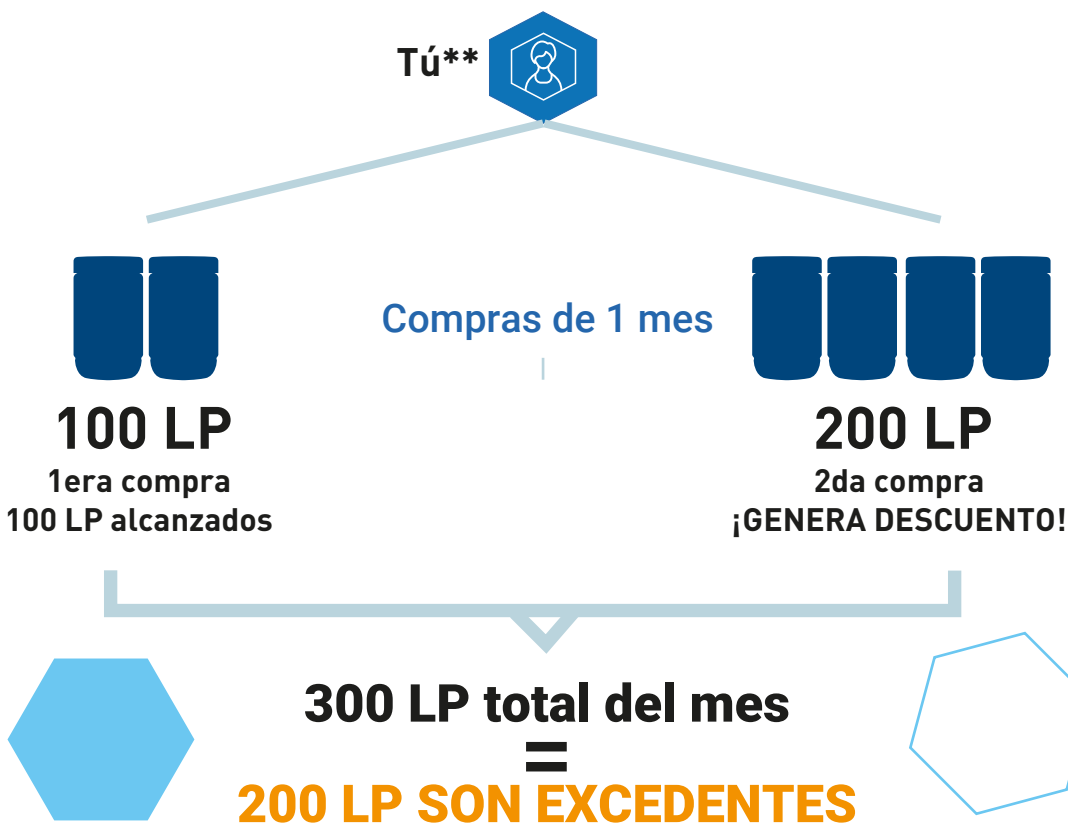 Tú**
Compras de 1 mes
100 LP
1era compra
100 LP alcanzados
200 LP
2da compra
¡GENERA DESCUENTO!
300 LP total del mes
=
200 LP SON EXCEDENTES